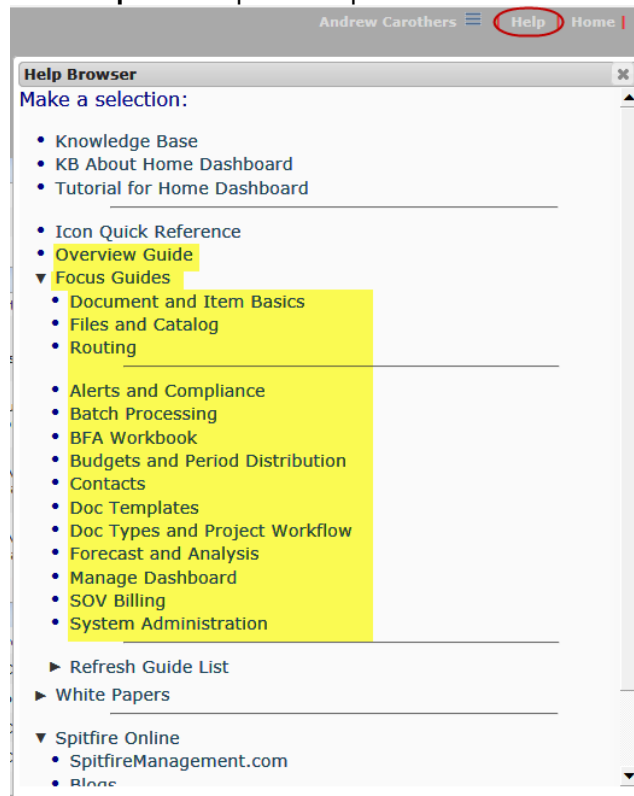 Andrew Carothers | Help | Home |
Help Browser
Make a selection:
Knowledge Base
KB About Home Dashboard
Tutorial for Home Dashboard
Icon Quick Reference
Overview Guide
Focus Guides
Document and Item Basics
Files and Catalog
Routing
Alerts and Compliance
Batch Processing
BFA Workbook
Budgets and Period Distribution
Contacts
Doc Templates
Doc Types and Project Workflow
Forecast and Analysis
Manage Dashboard
SOV Billing
System Administration
Refresh Guide List
White Papers
Spitfire Online
SpitfireManagement.com
Blogs